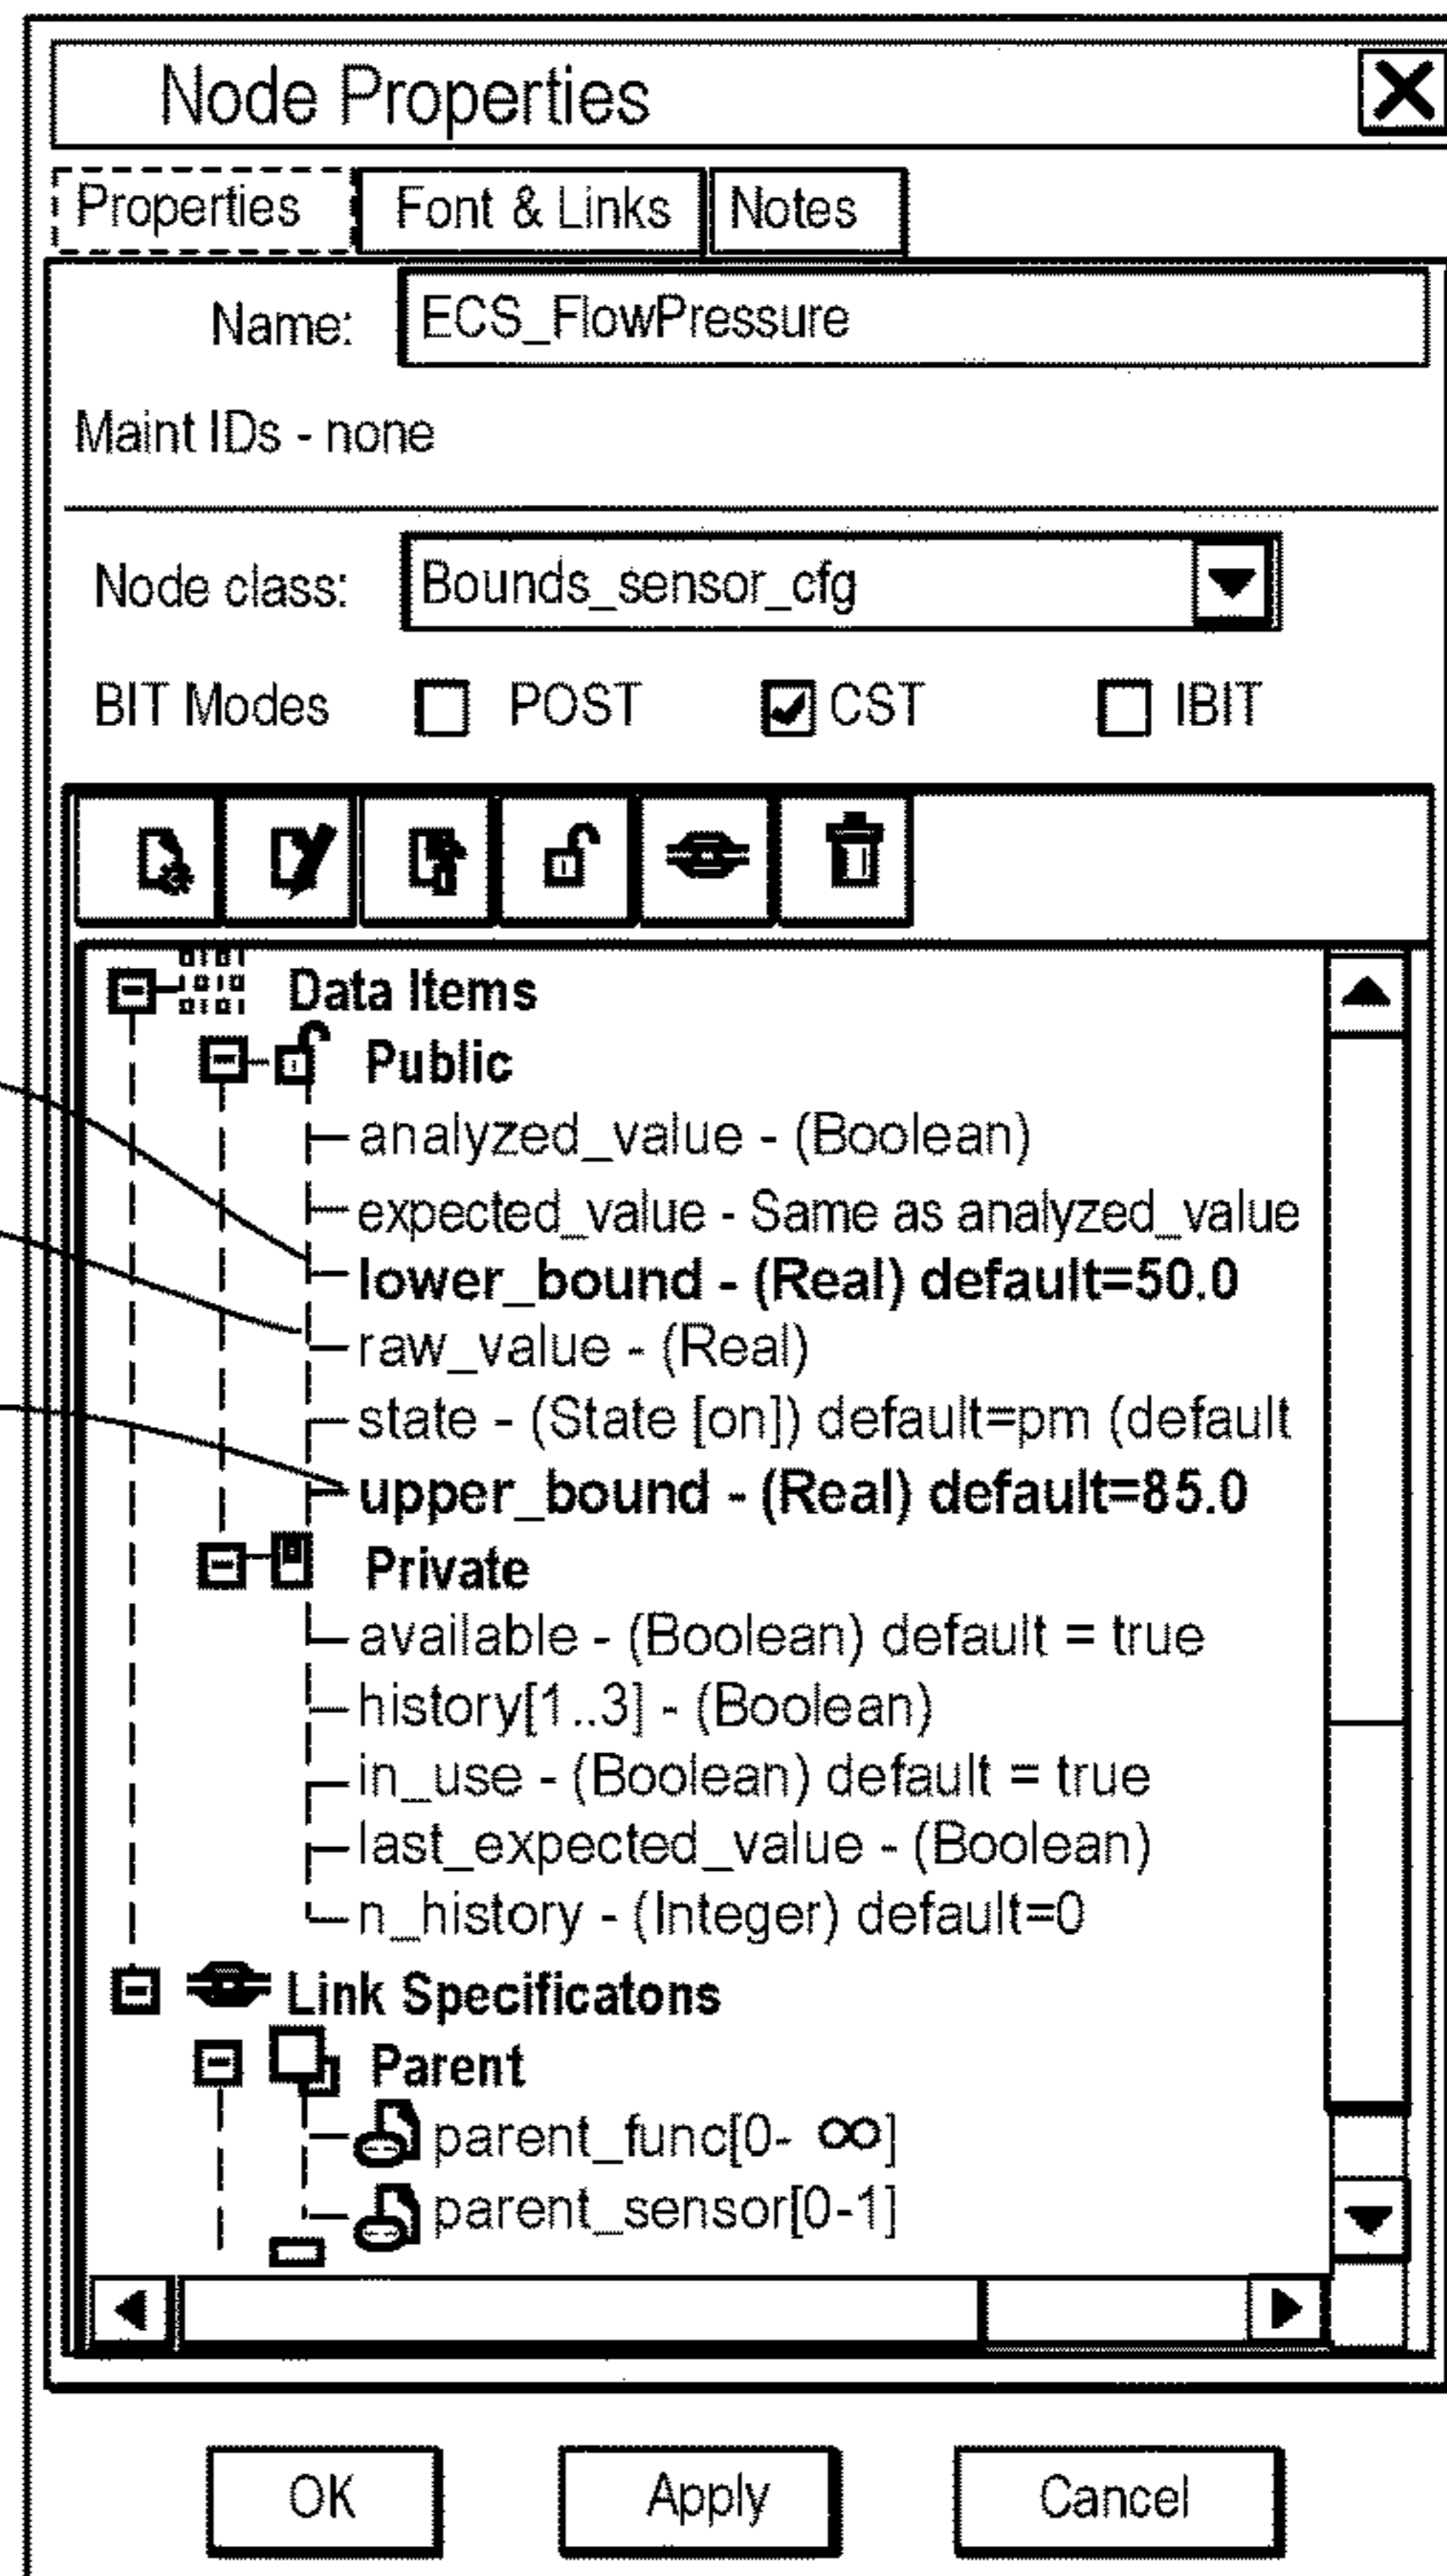 Node Properties
Properties Font & Links Notes
Name: ECS_FlowPressure
Maint IDs - none
Node class: Bounds_sensor_cfg
BIT Modes POST CST IBIT
Data Items
Public
analyzed_value - (Boolean)
expected_value - Same as analyzed_value
lower_bound - (Real) default=50.0
raw_value - (Real)
state - (State [on]) default=pm (default
upper_bound - (Real) default=85.0
Private
available - (Boolean) default = true
history[1..3] - (Boolean)
in_use - (Boolean) default = true
last_expected_value - (Boolean)
n_history - (Integer) default=0
Link Specificatons
Parent
parent_func[0- ∞]
parent_sensor[0-1]
OK Apply Cancel